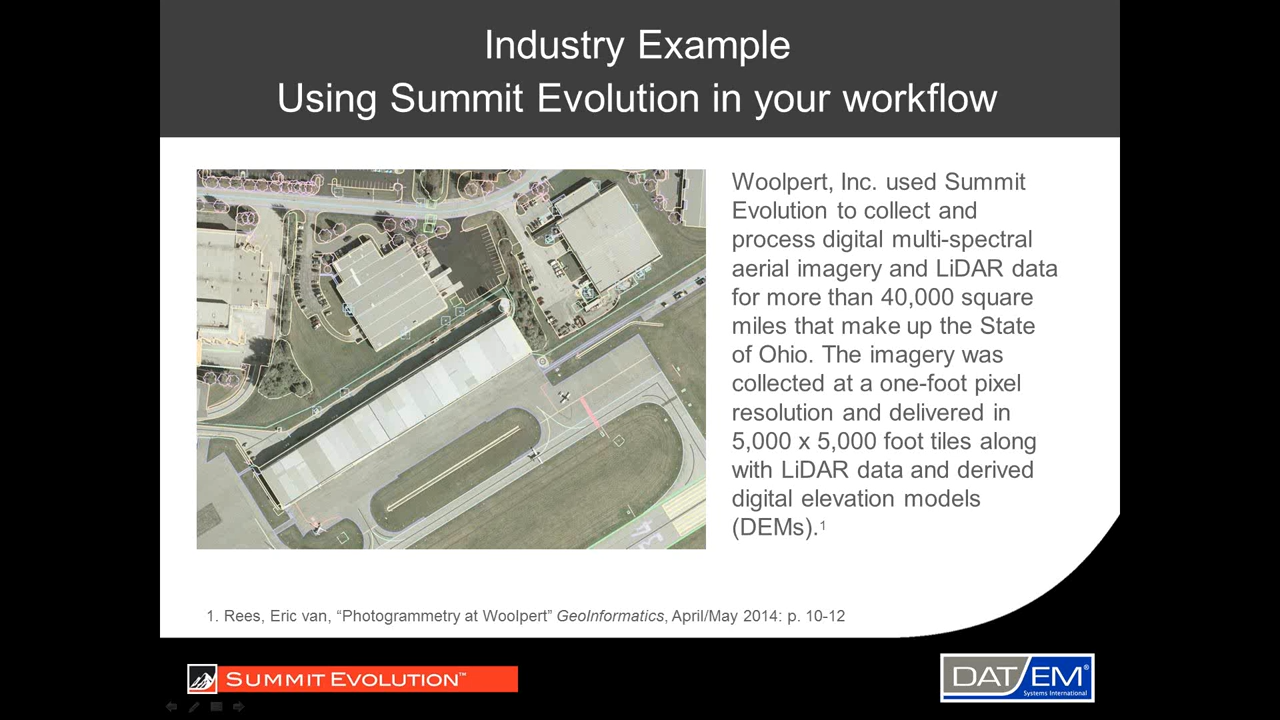 Industry Example
Using Summit Evolution in your workflow
Woolpert, Inc. used Summit
Evolution to collect and
process digital multi-spectral
aerial imagery and LiDAR data
for more than 40,000 square
miles that make up the State
of Ohio. The imagery was
collected at a one-foot pixel
resolution and delivered in
5,000 x 5,000 foot tiles along
with LiDAR data and derived
digital elevation models
(DEMs).¹
1. Rees, Eric van, “Photogrammetry at Woolpert” GeoInformatics, April/May 2014: p. 10-12
SUMMIT EVOLUTION™
DAT/EM®
Systems International